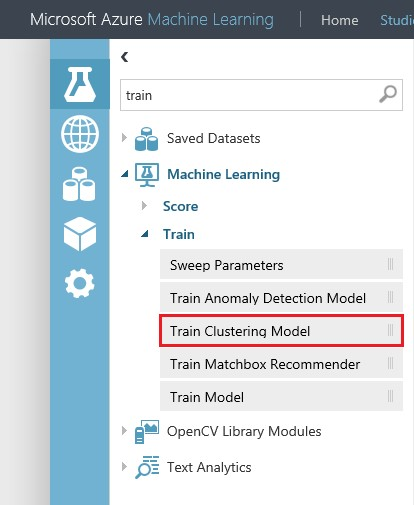 Microsoft Azure Machine Learning Home
train
Saved Datasets
Machine Learning
Score
Train
Sweep Parameters
Train Anomaly Detection Model
Train Clustering Model
Train Matchbox Recommender
Train Model
OpenCV Library Modules
Text Analytics